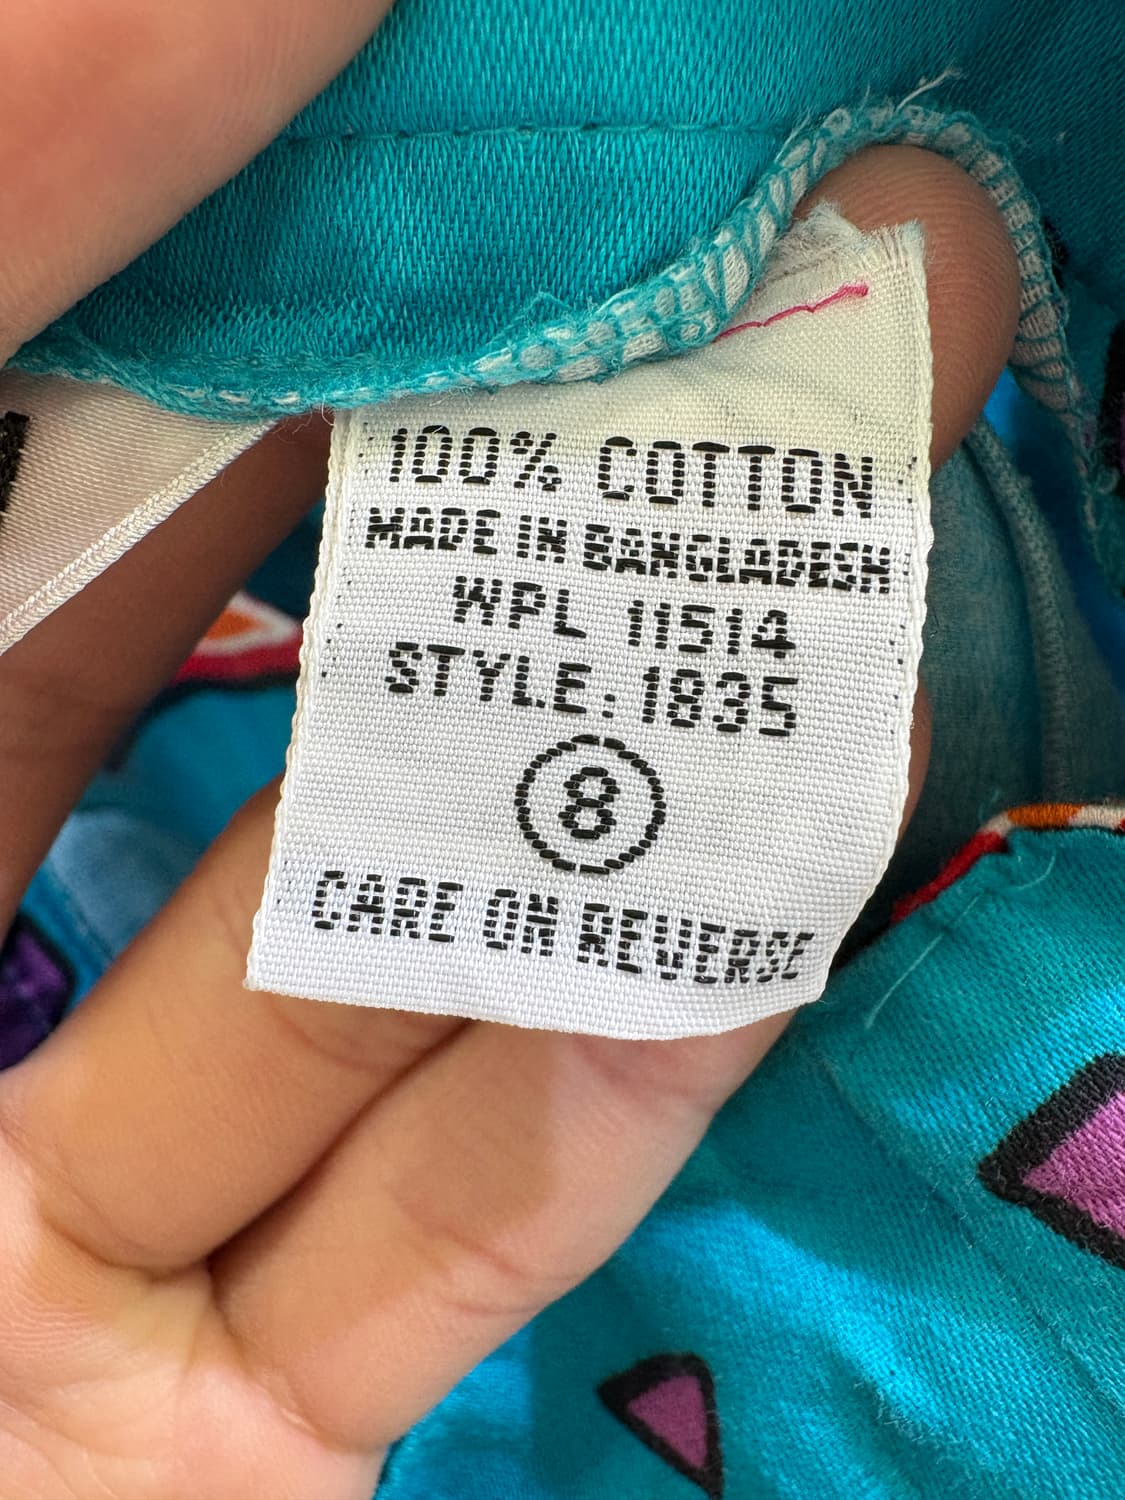 100% COTTON
MADE IN BANGLADESH
WPL 11514
STYLE: 1835
8
CARE ON REVERSE